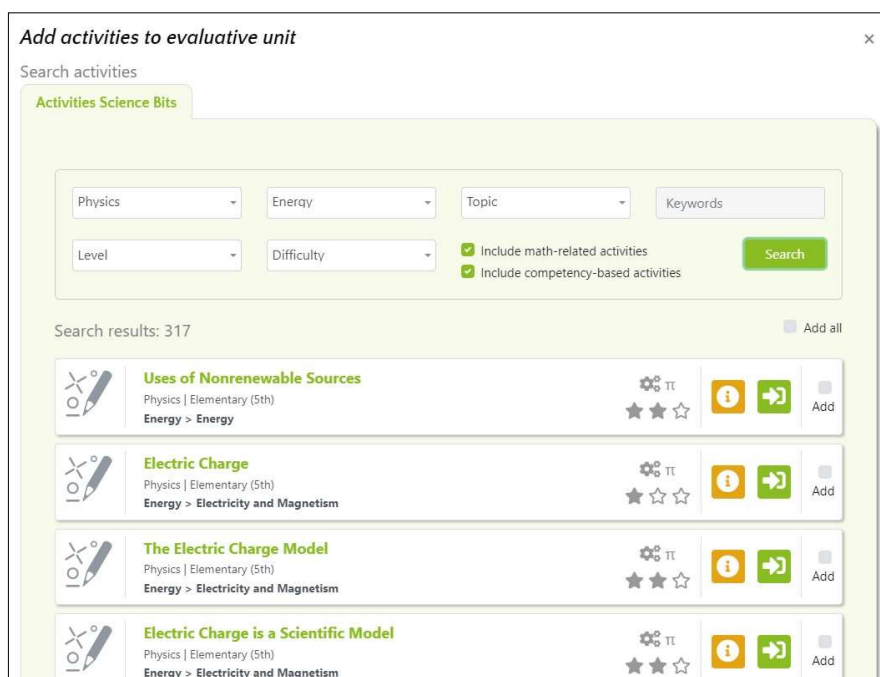 Add activities to evaluative unit
×
Search activities
Activities Science Bits
Physics
Energy
Topic
Keywords
Level
Difficulty
Include math-related activities
Include competency-based activities
Search
Search results: 317
Add all
Uses of Nonrenewable Sources
Physics | Elementary (5th)
Energy > Energy
π
Add
Electric Charge
Physics | Elementary (5th)
Energy > Electricity and Magnetism
π
Add
The Electric Charge Model
Physics | Elementary (5th)
Energy > Electricity and Magnetism
π
Add
Electric Charge is a Scientific Model
Physics | Elementary (5th)
Energy > Electricity and Magnetism
π
Add